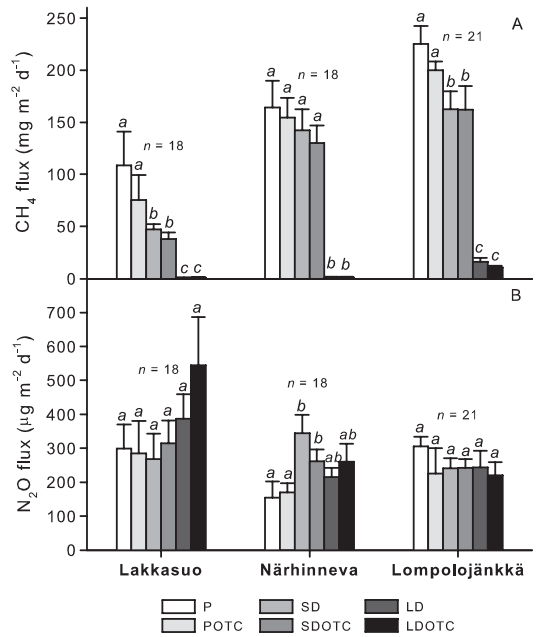 A
CH4 flux (mg m−2 d−1)
250
200
150
100
50
0
n = 18
n = 18
n = 21
a a b b c c
a a a a b b
a a b b c c
B
N2O flux (µg m−2 d−1)
700
600
500
400
300
200
100
0
n = 18
n = 18
n = 21
a a a a a a
a a b b ab ab
a a a a a a
Lakkasuo Närhinneva Lompolojänkkä
P SD LD
POTC SDOTC LDOTC